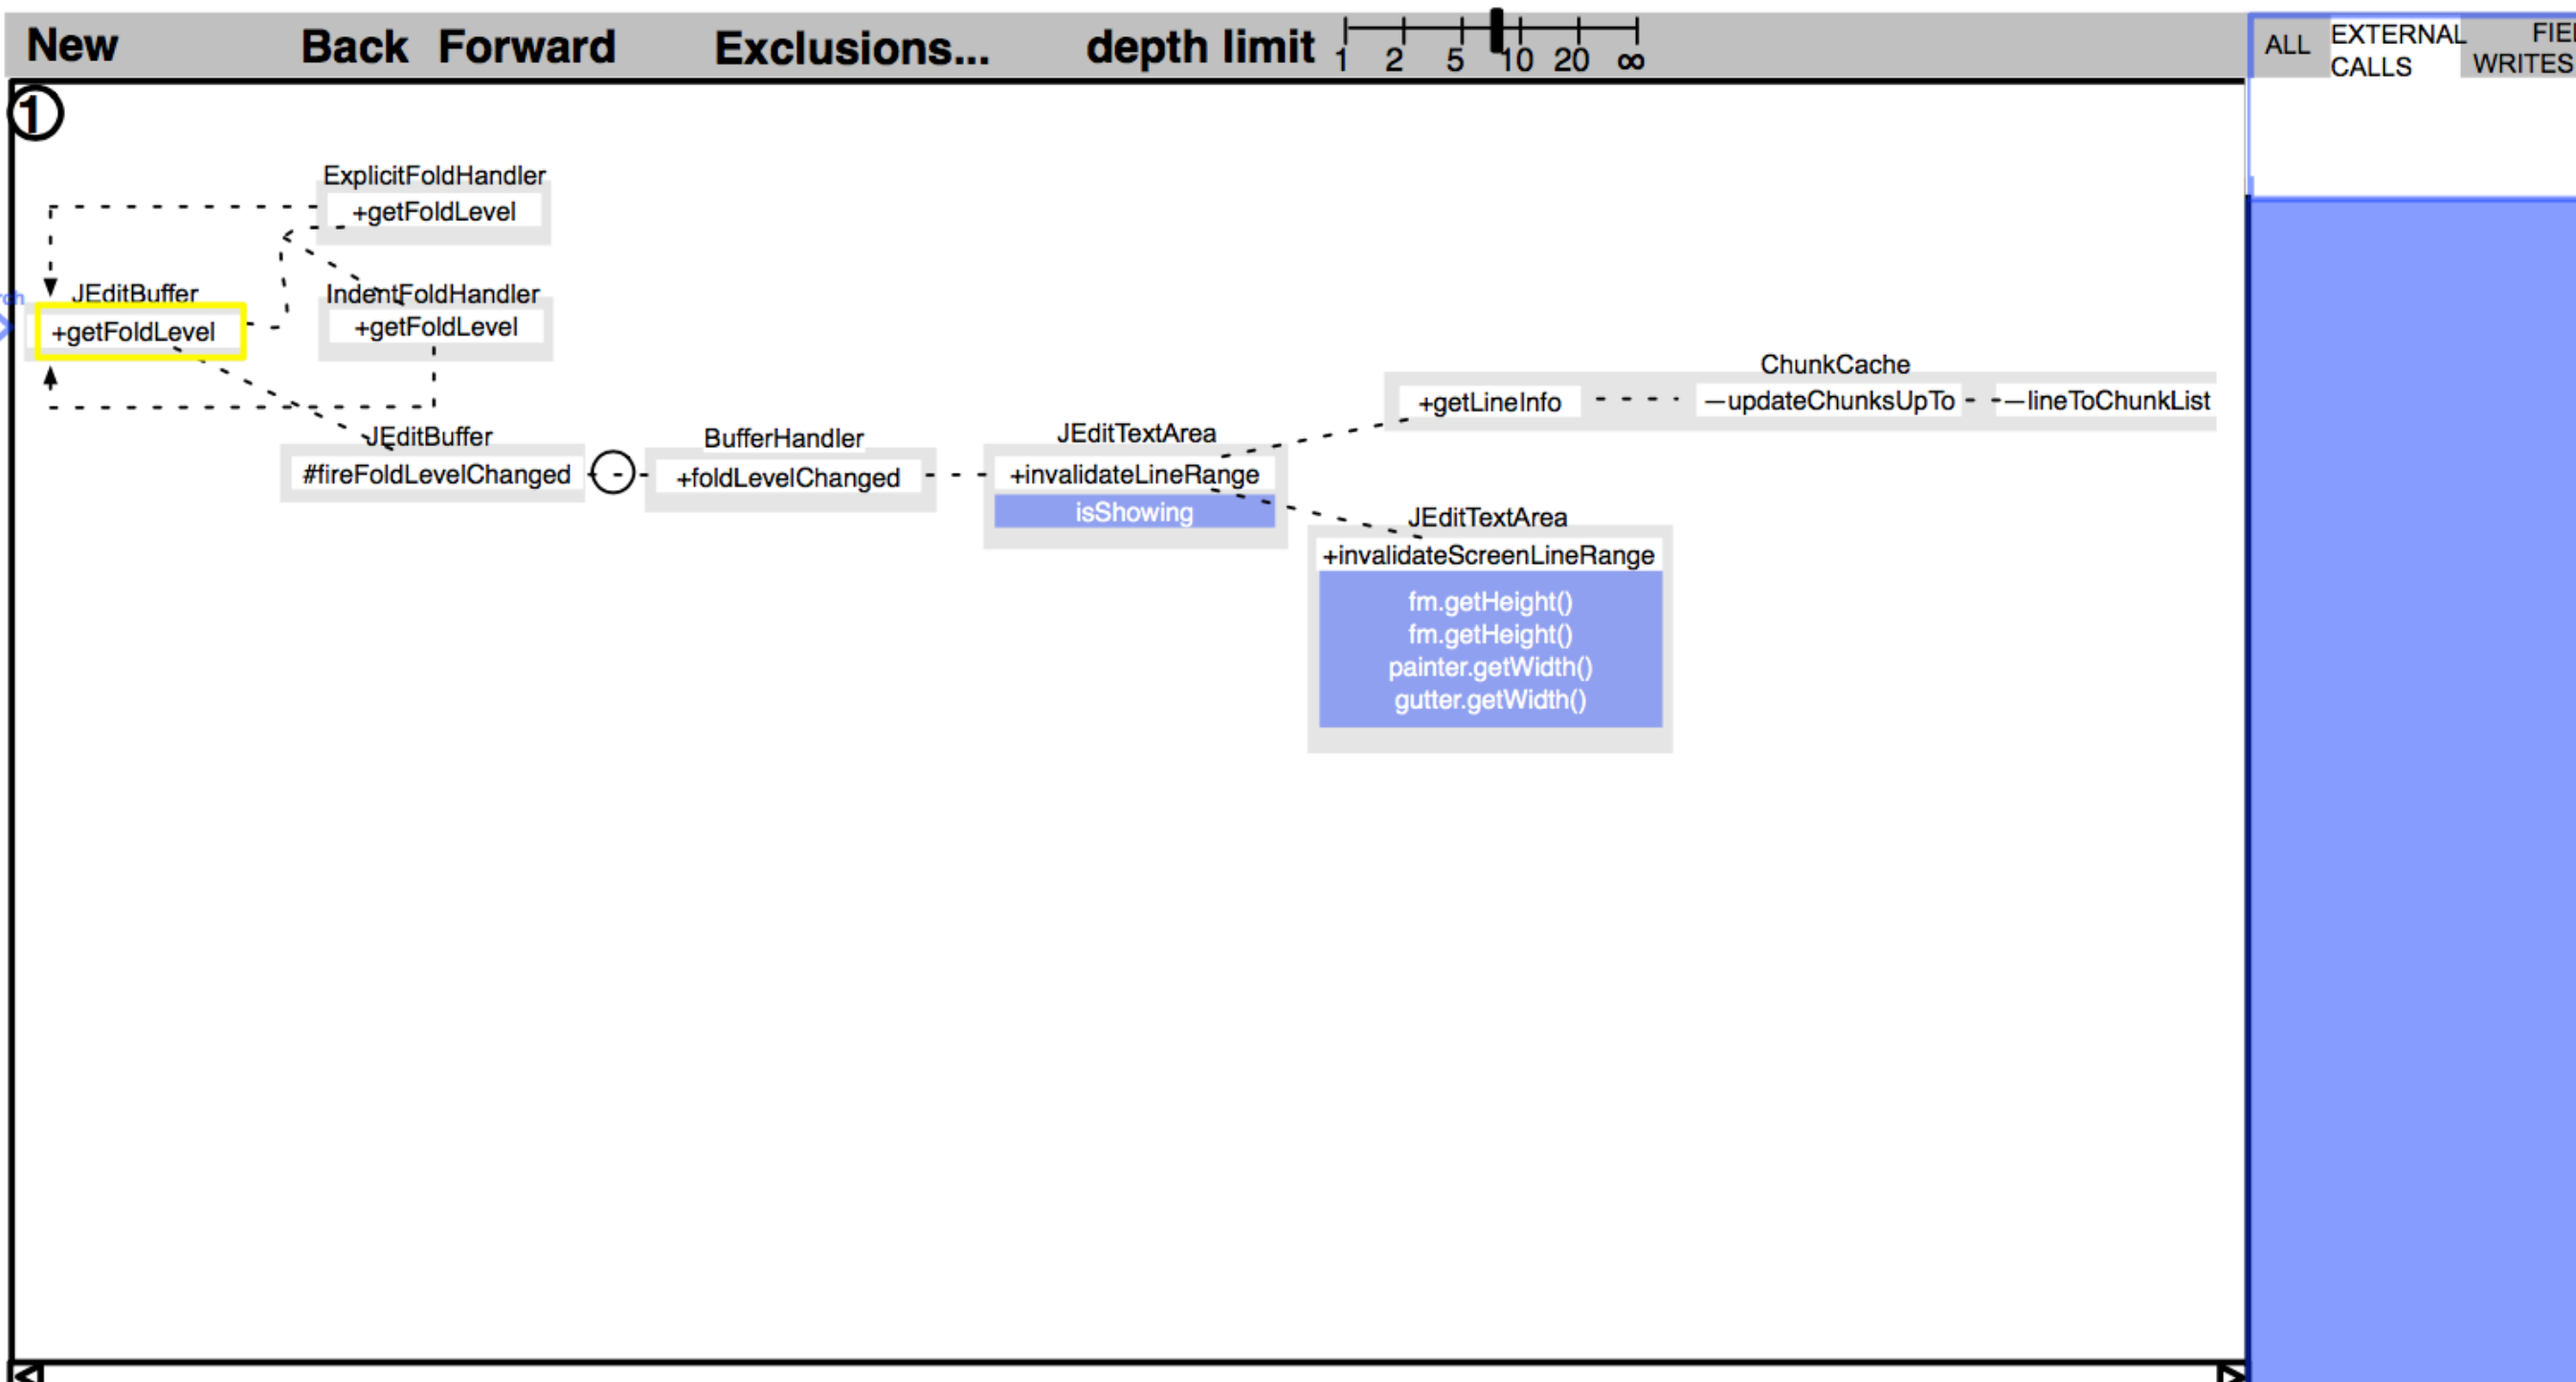 New Back Forward Exclusions... depth limit
1 2 5 10 20 ∞
ALL
EXTERNAL
CALLS
WRITES
1
ExplicitFoldHandler
+getFoldLevel
JEditBuffer
+getFoldLevel
IndentFoldHandler
+getFoldLevel
JEditBuffer
#fireFoldLevelChanged
BufferHandler
+foldLevelChanged
JEditTextArea
+invalidateLineRange
isShowing
ChunkCache
+getLineInfo
—updateChunksUpTo
—lineToChunkList
JEditTextArea
+invalidateScreenLineRange
fm.getHeight()
fm.getHeight()
painter.getWidth()
gutter.getWidth()